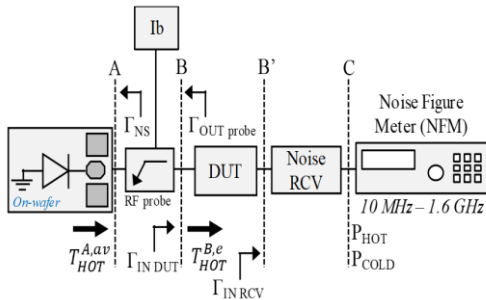 Ib
A
B
B'
C
Γ_NS
Γ_OUT probe
Noise Figure
Meter (NFM)
On-wafer
RF probe
DUT
Noise
RCV
10 MHz – 1.6 GHz
T_HOT^A,av
Γ_IN DUT
T_HOT^B,e
Γ_IN RCV
P_HOT
P_COLD